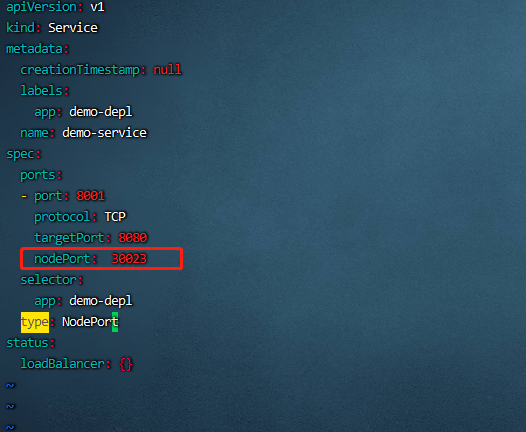 apiVersion: v1
kind: Service
metadata:
  creationTimestamp: null
  labels:
    app: demo-depl
  name: demo-service
spec:
  ports:
  - port: 8001
    protocol: TCP
    targetPort: 8080
    nodePort:  30023
  selector:
    app: demo-depl
  type: NodePort
status:
  loadBalancer: {}
~
~
~